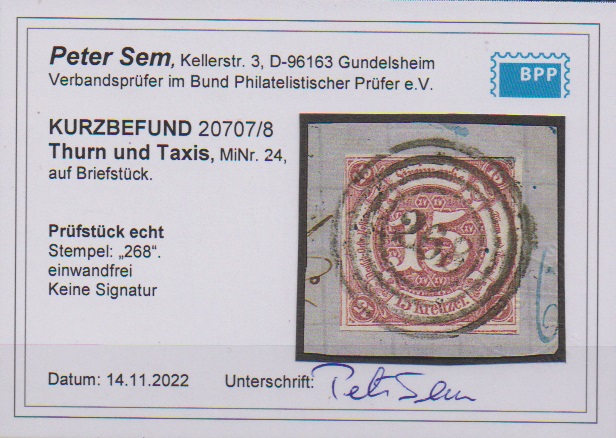 Peter Sem, Kellerstr. 3, D-96163 Gundelsheim
Verbandsprüfer im Bund Philatelistischer Prüfer e.V.
BPP
KURZBEFUND 20707/8
Thurn und Taxis, MiNr. 24,
auf Briefstück.
Prüfstück echt
Stempel: „268“.
einwandfrei
Keine Signatur
15
268
15 Kreuzer.
Datum: 14.11.2022 Unterschrift: Peter Sem